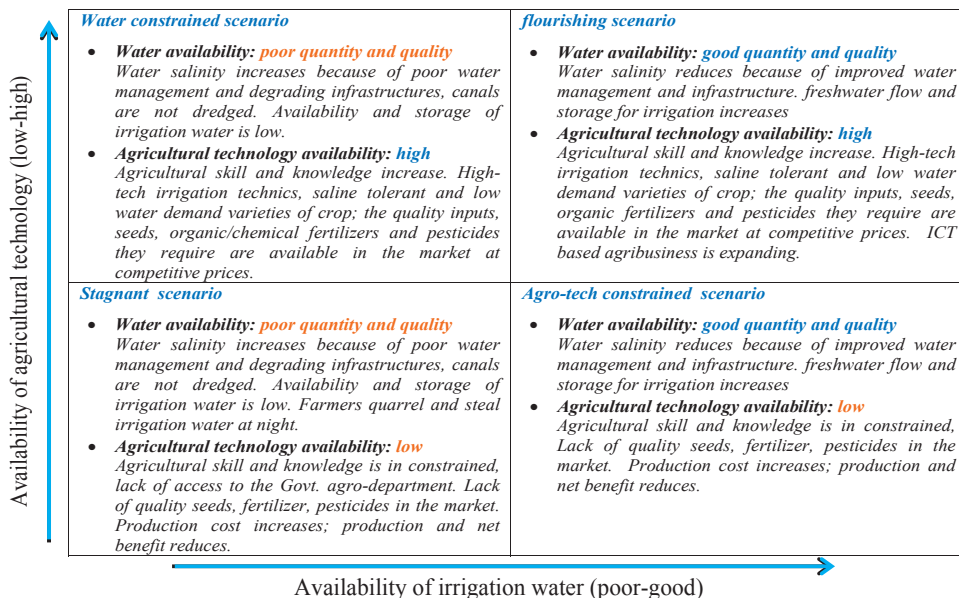 Availability of agricultural technology (low-high)
Water constrained scenario
• Water availability: poor quantity and quality
Water salinity increases because of poor water
management and degrading infrastructures, canals
are not dredged. Availability and storage of
irrigation water is low.
• Agricultural technology availability: high
Agricultural skill and knowledge increase. High-
tech irrigation technics, saline tolerant and low
water demand varieties of crop; the quality inputs,
seeds, organic/chemical fertilizers and pesticides
they require are available in the market at
competitive prices.
flourishing scenario
• Water availability: good quantity and quality
Water salinity reduces because of improved water
management and infrastructure. freshwater flow and
storage for irrigation increases
• Agricultural technology availability: high
Agricultural skill and knowledge increase. High-tech
irrigation technics, saline tolerant and low water
demand varieties of crop; the quality inputs, seeds,
organic fertilizers and pesticides they require are
available in the market at competitive prices. ICT
based agribusiness is expanding.
Stagnant scenario
• Water availability: poor quantity and quality
Water salinity increases because of poor water
management and degrading infrastructures, canals
are not dredged. Availability and storage of
irrigation water is low. Farmers quarrel and steal
irrigation water at night.
• Agricultural technology availability: low
Agricultural skill and knowledge is in constrained,
lack of access to the Govt. agro-department. Lack
of quality seeds, fertilizer, pesticides in the market.
Production cost increases; production and net
benefit reduces.
Agro-tech constrained scenario
• Water availability: good quantity and quality
Water salinity reduces because of improved water
management and infrastructure. freshwater flow and
storage for irrigation increases
• Agricultural technology availability: low
Agricultural skill and knowledge is in constrained,
Lack of quality seeds, fertilizer, pesticides in the
market. Production cost increases; production and
net benefit reduces.
Availability of irrigation water (poor-good)